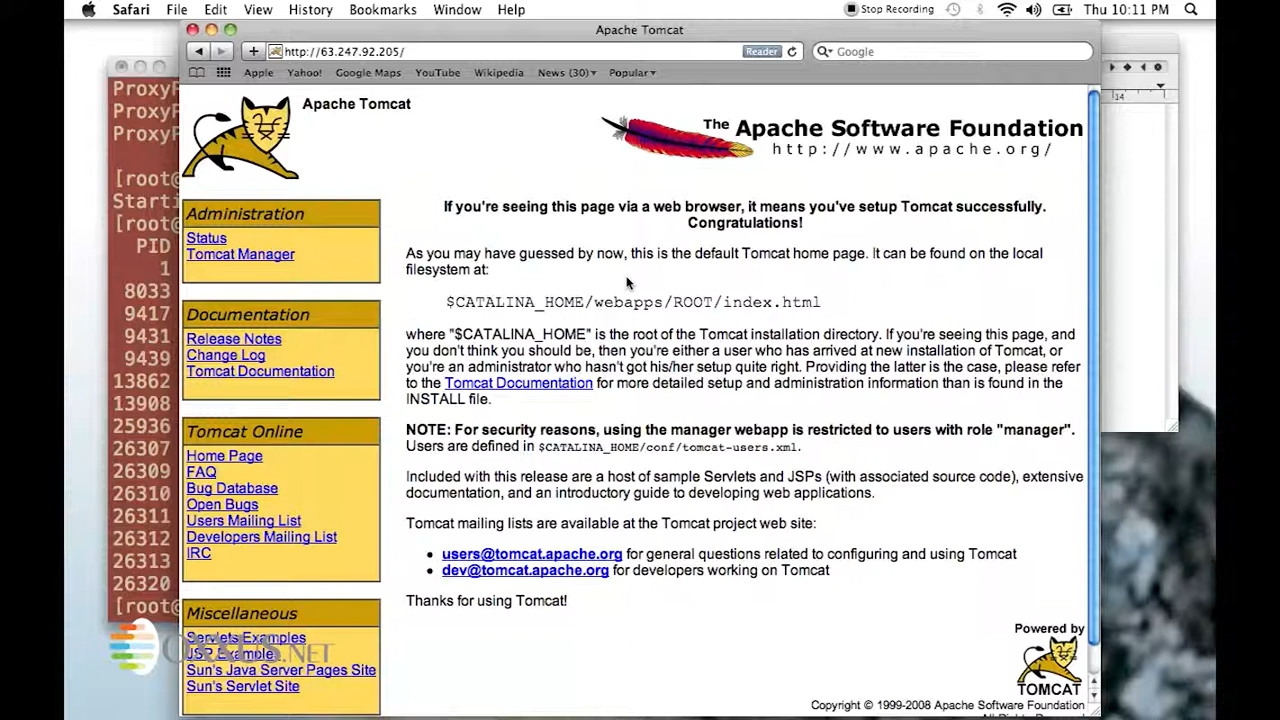 Safari File Edit View History Bookmarks Window Help
Stop Recording Thu 10:11 PM
Apache Tomcat
http://63.247.92.205/ Reader Google
Apple Yahoo! Google Maps YouTube Wikipedia News (30) Popular
14
ProxyP
ProxyP
ProxyP
[root@
Starti
[root@
PID
1
8033
9417
9431
9439
13862
13908
25936
26307
26309
26310
26311
26312
26313
26320
[root@
Apache Tomcat
The Apache Software Foundation
http://www.apache.org/
Administration
Status
Tomcat Manager
Documentation
Release Notes
Change Log
Tomcat Documentation
Tomcat Online
Home Page
FAQ
Bug Database
Open Bugs
Users Mailing List
Developers Mailing List
IRC
Miscellaneous
Servlets Examples
JSP Examples
Sun's Java Server Pages Site
Sun's Servlet Site
If you're seeing this page via a web browser, it means you've setup Tomcat successfully.
Congratulations!
As you may have guessed by now, this is the default Tomcat home page. It can be found on the local
filesystem at:
$CATALINA_HOME/webapps/ROOT/index.html
where "$CATALINA_HOME" is the root of the Tomcat installation directory. If you're seeing this page, and
you don't think you should be, then you're either a user who has arrived at new installation of Tomcat, or
you're an administrator who hasn't got his/her setup quite right. Providing the latter is the case, please refer
to the Tomcat Documentation for more detailed setup and administration information than is found in the
INSTALL file.
NOTE: For security reasons, using the manager webapp is restricted to users with role "manager".
Users are defined in $CATALINA_HOME/conf/tomcat-users.xml.
Included with this release are a host of sample Servlets and JSPs (with associated source code), extensive
documentation, and an introductory guide to developing web applications.
Tomcat mailing lists are available at the Tomcat project web site:
• users@tomcat.apache.org for general questions related to configuring and using Tomcat
• dev@tomcat.apache.org for developers working on Tomcat
Thanks for using Tomcat!
Powered by
TOMCAT
Copyright © 1999-2008 Apache Software Foundation